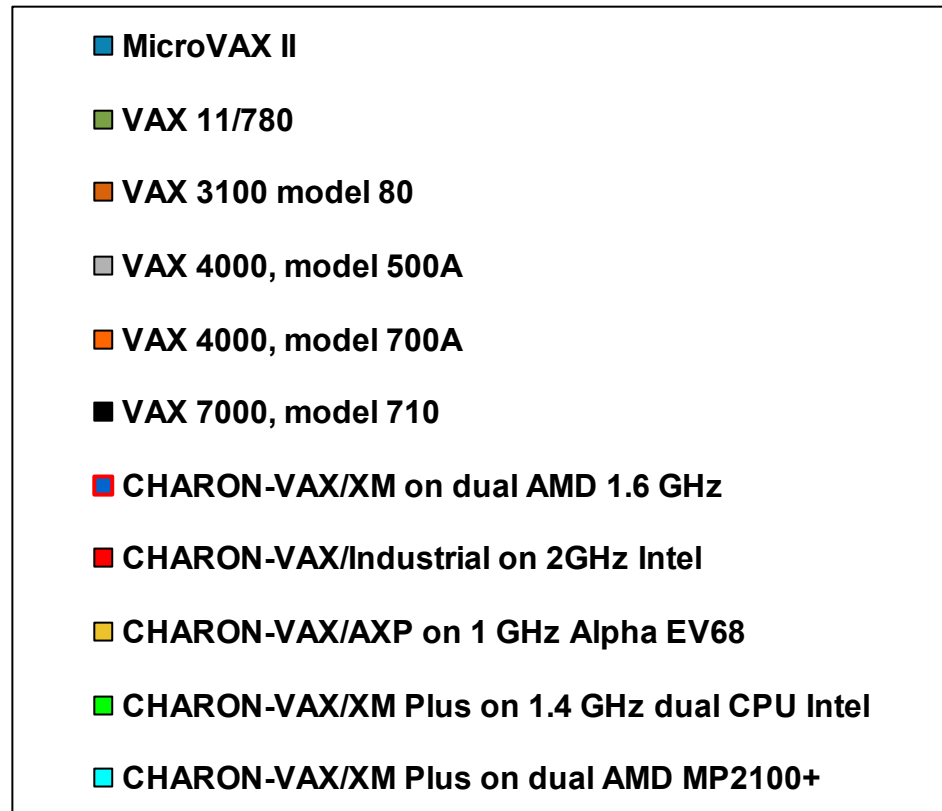 MicroVAX II
VAX 11/780
VAX 3100 model 80
VAX 4000, model 500A
VAX 4000, model 700A
VAX 7000, model 710
CHARON-VAX/XM on dual AMD 1.6 GHz
CHARON-VAX/Industrial on 2GHz Intel
CHARON-VAX/AXP on 1 GHz Alpha EV68
CHARON-VAX/XM Plus on 1.4 GHz dual CPU Intel
CHARON-VAX/XM Plus on dual AMD MP2100+